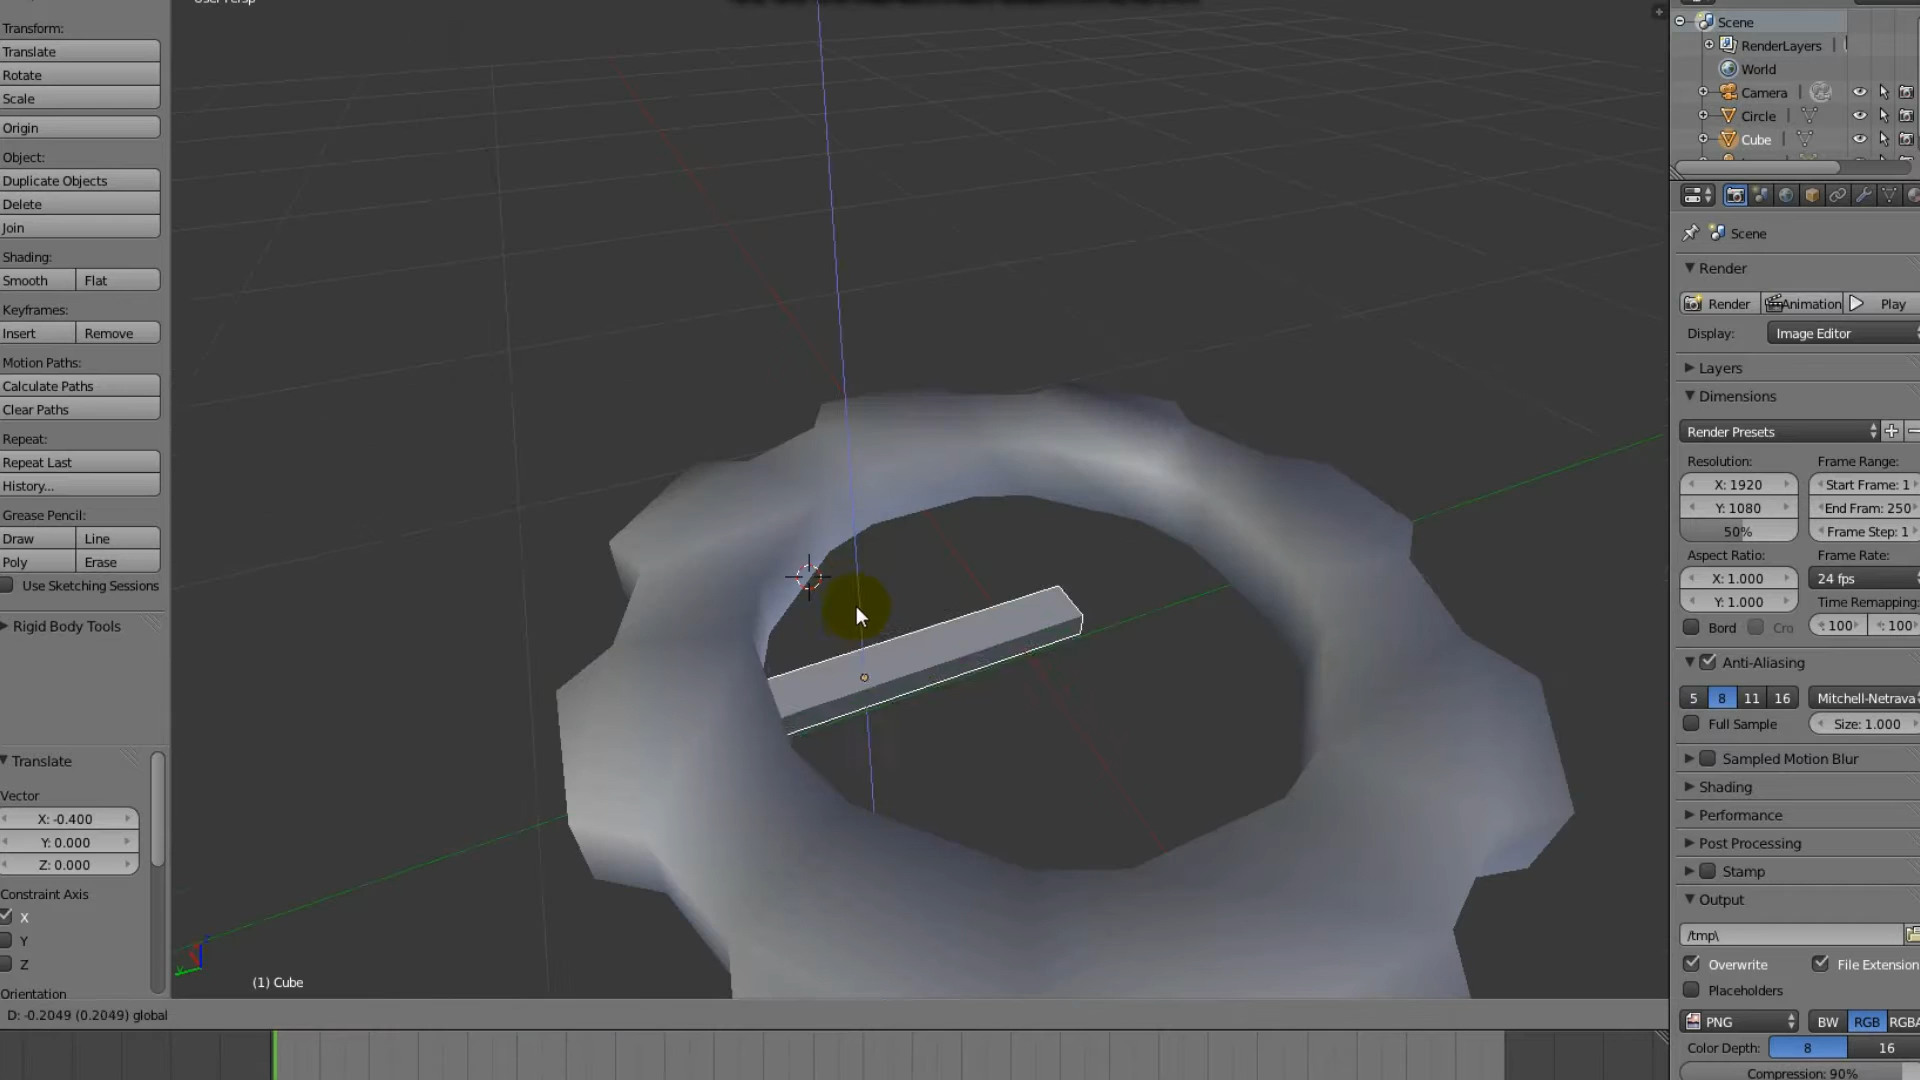 Transform:
Translate
Rotate
Scale
Origin
Object:
Duplicate Objects
Delete
Join
Shading:
Smooth Flat
Keyframes:
Insert Remove
Motion Paths:
Calculate Paths
Clear Paths
Repeat:
Repeat Last
History...
Grease Pencil:
Draw Line
Poly Erase
Use Sketching Sessions
Rigid Body Tools
Translate
Vector
X: -0.400
Y: 0.000
Z: 0.000
Constraint Axis
X
Y
Z
Orientation
(1) Cube
D: -0.2049 (0.2049) global
Scene
RenderLayers
World
Camera
Circle
Cube
Scene
Render
Render Animation Play
Display: Image Editor
Layers
Dimensions
Render Presets
Resolution: Frame Range:
X: 1920 Start Frame: 1
Y: 1080 End Fram: 250
50% Frame Step: 1
Aspect Ratio: Frame Rate:
X: 1.000 24 fps
Y: 1.000 Time Remapping:
Bord Cro 100 100
Anti-Aliasing
5 8 11 16 Mitchell-Netrava
Full Sample Size: 1.000
Sampled Motion Blur
Shading
Performance
Post Processing
Stamp
Output
/tmp\
Overwrite File Extension
Placeholders
PNG BW RGB RGBA
Color Depth: 8 16
Compression: 90%